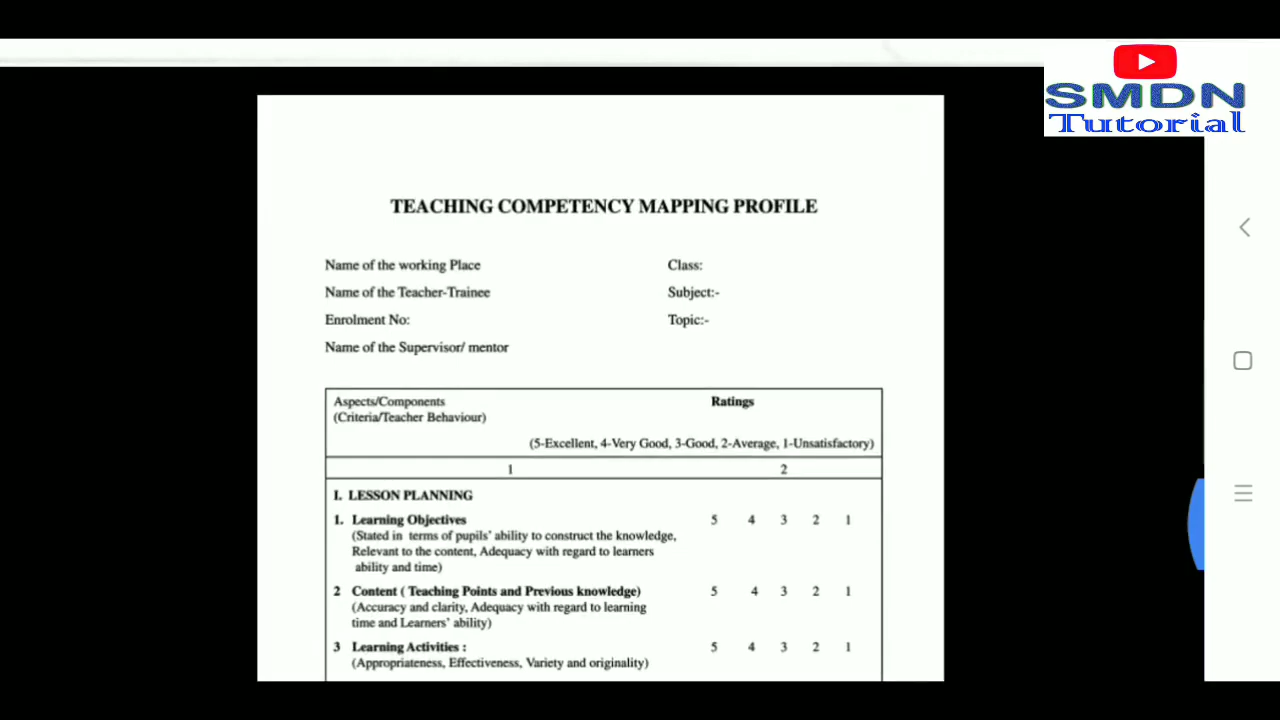 SMDN
Tutorial
TEACHING COMPETENCY MAPPING PROFILE
Name of the working Place Class:
Name of the Teacher-Trainee Subject:-
Enrolment No: Topic:-
Name of the Supervisor/ mentor
Aspects/Components Ratings
(Criteria/Teacher Behaviour)
(5-Excellent, 4-Very Good, 3-Good, 2-Average, 1-Unsatisfactory)
1 2
I. LESSON PLANNING
1. Learning Objectives 5 4 3 2 1
(Stated in terms of pupils' ability to construct the knowledge,
Relevant to the content, Adequacy with regard to learners
ability and time)
2 Content ( Teaching Points and Previous knowledge) 5 4 3 2 1
(Accuracy and clarity, Adequacy with regard to learning
time and Learners' ability)
3 Learning Activities : 5 4 3 2 1
(Appropriateness, Effectiveness, Variety and originality)